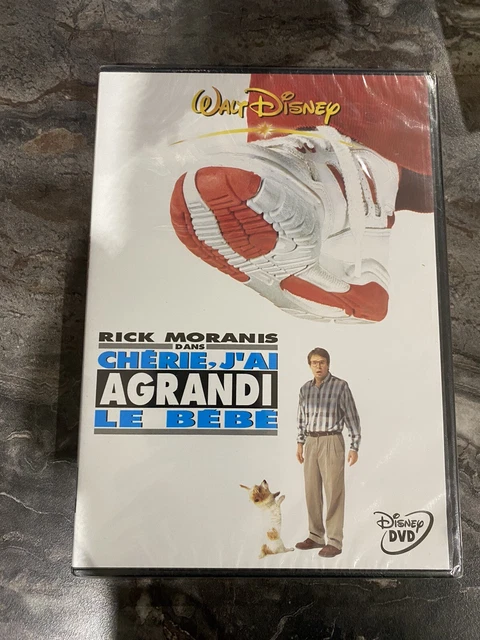 WALT DISNEY
RICK MORANIS
DANS
CHÉRIE, J'AI
AGRANDI
LE BÉBÉ
DISNEY
DVD